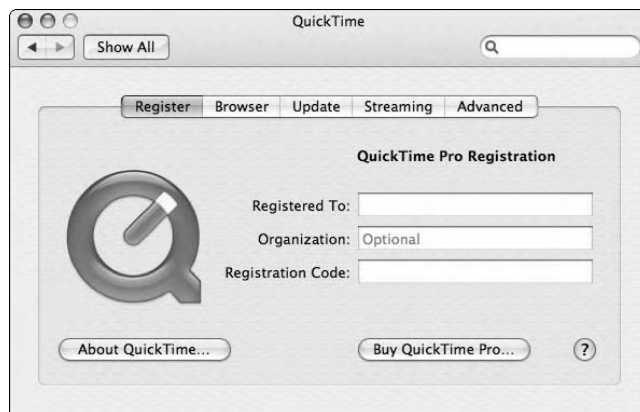 QuickTime
Show All
Register Browser Update Streaming Advanced
QuickTime Pro Registration
Registered To:
Organization: Optional
Registration Code:
About QuickTime... Buy QuickTime Pro... ?